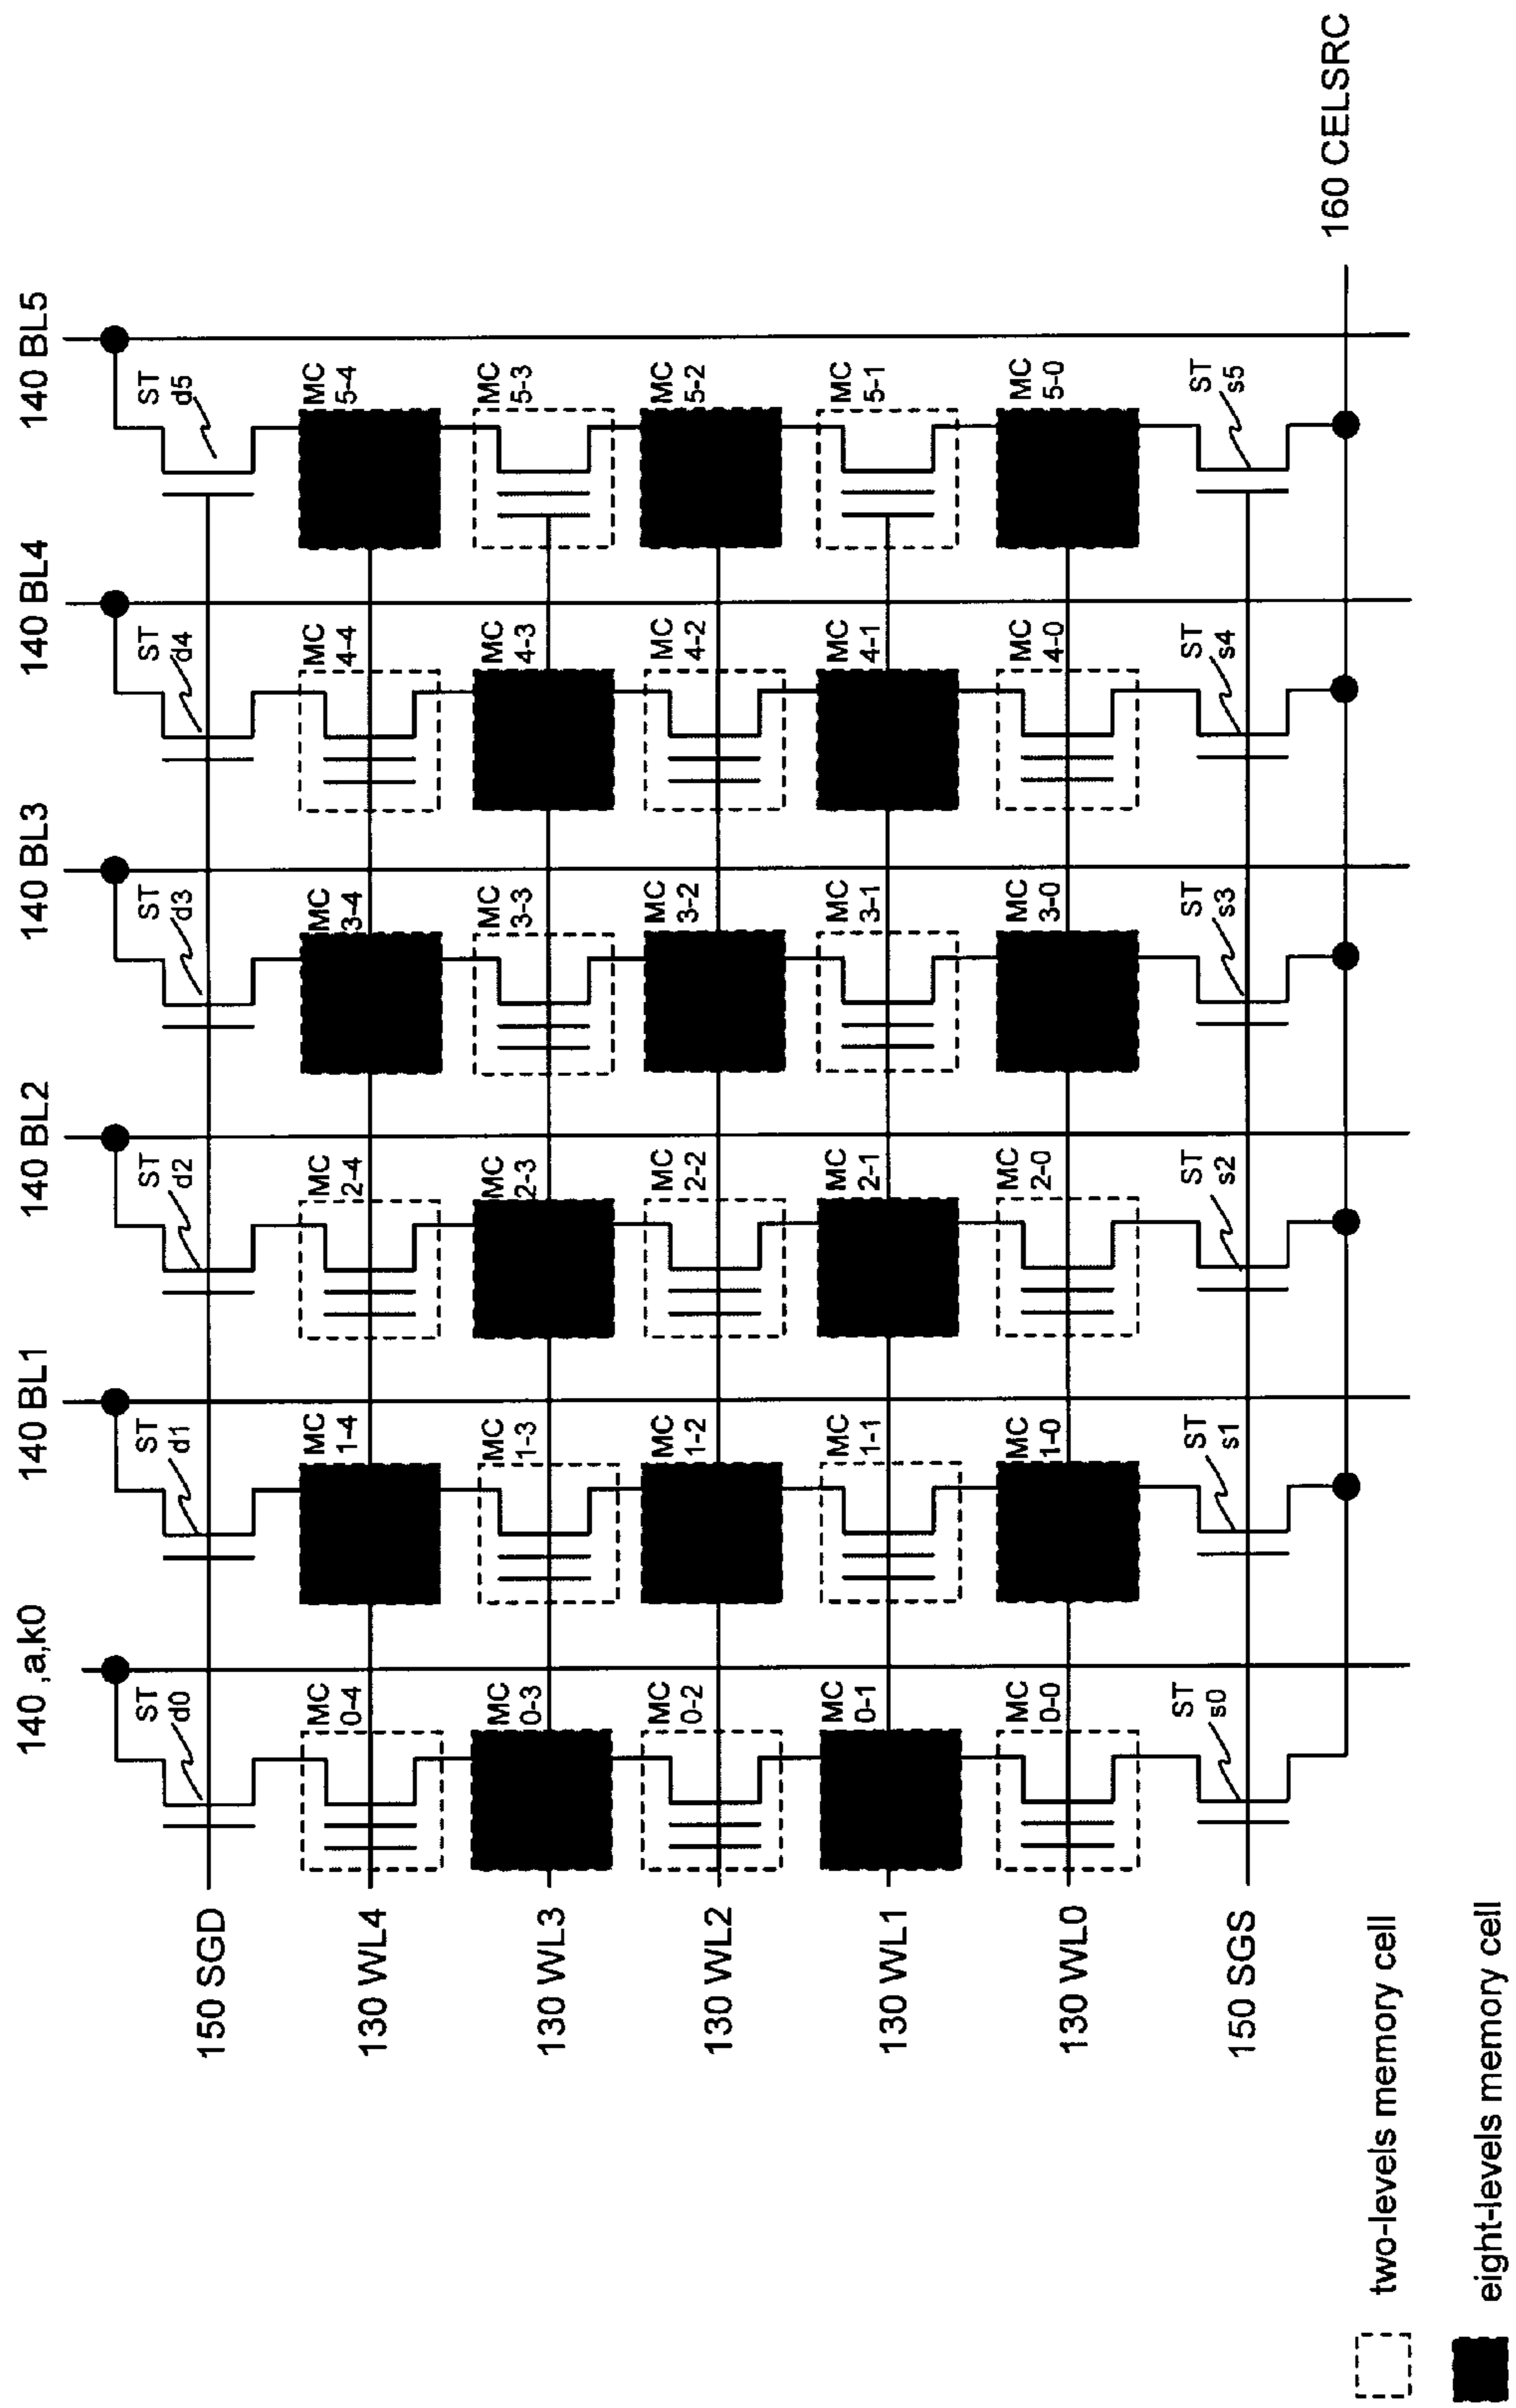 140 ,a,k0
140 BL1
140 BL2
140 BL3
140 BL4
140 BL5
ST
d0
ST
d1
ST
d2
ST
d3
ST
d4
ST
d5
150 SGD
MC
0-4
MC
1-4
MC
2-4
MC
3-4
MC
4-4
MC
5-4
130 WL4
MC
0-3
MC
1-3
MC
2-3
MC
3-3
MC
4-3
MC
5-3
130 WL3
MC
0-2
MC
1-2
MC
2-2
MC
3-2
MC
4-2
MC
5-2
130 WL2
MC
0-1
MC
1-1
MC
2-1
MC
3-1
MC
4-1
MC
5-1
130 WL1
MC
0-0
MC
1-0
MC
2-0
MC
3-0
MC
4-0
MC
5-0
130 WL0
ST
s0
ST
s1
ST
s2
ST
s3
ST
s4
ST
s5
150 SGS
160 CELSRC
two-levels memory cell
eight-levels memory cell